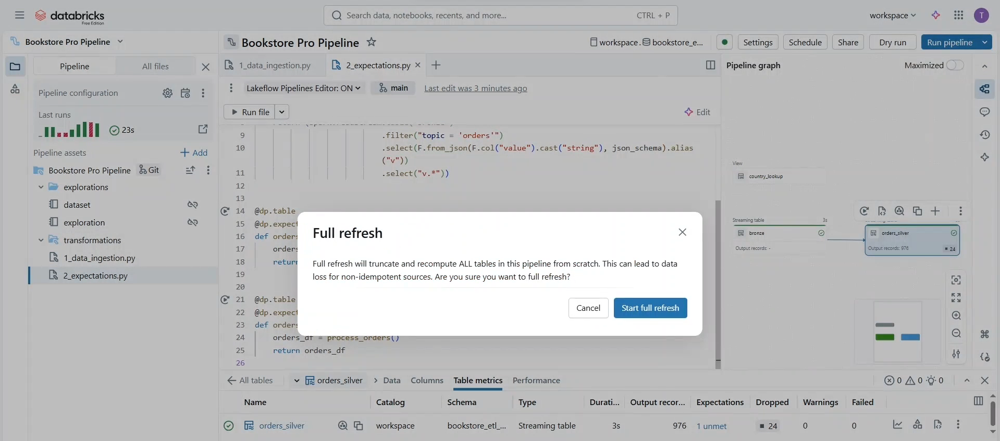 databricks
Free Edition
Search data, notebooks, recents, and more...
CTRL + P
workspace
T
Bookstore Pro Pipeline
Bookstore Pro Pipeline
workspace.
bookstore_e...
Settings
Schedule
Share
Dry run
Run pipeline
Pipeline
All files
1_data_ingestion.py
2_expectations.py
Pipeline graph
Maximized
Pipeline configuration
Lakeflow Pipelines Editor: ON
main
Last edit was 3 minutes ago
Last runs
23s
Run file
Edit
Pipeline assets
Add
Bookstore Pro Pipeline
Git
explorations
dataset
exploration
transformations
1_data_ingestion.py
2_expectations.py
9 .filter("topic = 'orders'")
10 .select(F.from_json(F.col("value").cast("string"), json_schema).alias
("v"))
11 .select("v.*"))
12
13
14 @dp.table
15 @dp.expect
16 def orders
17 orders
18 return
19
20
21 @dp.table
22 @dp.expect
23 def orders
24 orders_df = process_orders()
25 return orders_df
26
View
country_lookup
Streaming table
3s
bronze
Output records: -
orders_silver
Output records: 976
24
Full refresh
Full refresh will truncate and recompute ALL tables in this pipeline from scratch. This can lead to data
loss for non-idempotent sources. Are you sure you want to full refresh?
Cancel
Start full refresh
All tables
orders_silver
Data
Columns
Table metrics
Performance
0
0
0
Name
Catalog
Schema
Type
Durati...
Output recor...
Expectations
Dropped
Warnings
Failed
orders_silver
workspace
bookstore_etl_...
Streaming table
3s
976
1 unmet
24
0
0